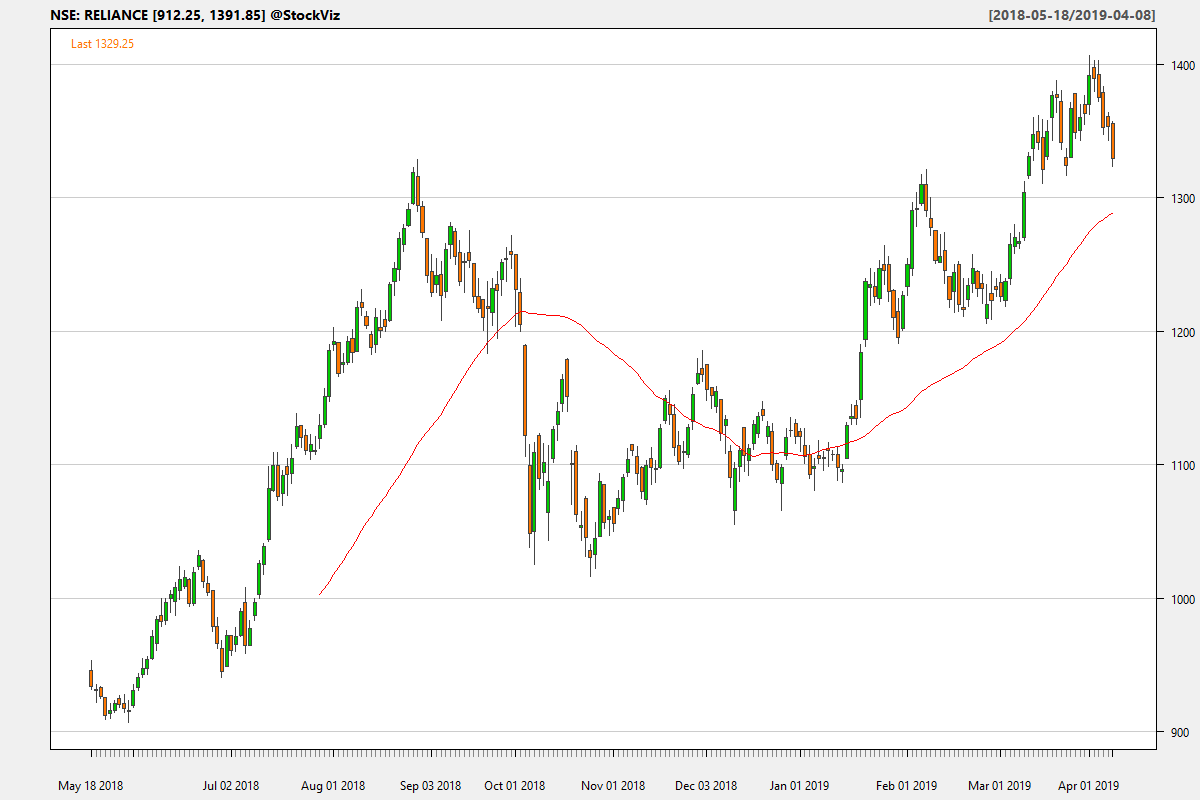 NSE: RELIANCE [912.25, 1391.85] @StockViz
[2018-05-18/2019-04-08]
Last 1329.25
1400
1300
1200
1100
1000
900
May 18 2018 Jul 02 2018 Aug 01 2018 Sep 03 2018 Oct 01 2018 Nov 01 2018 Dec 03 2018 Jan 01 2019 Feb 01 2019 Mar 01 2019 Apr 01 2019